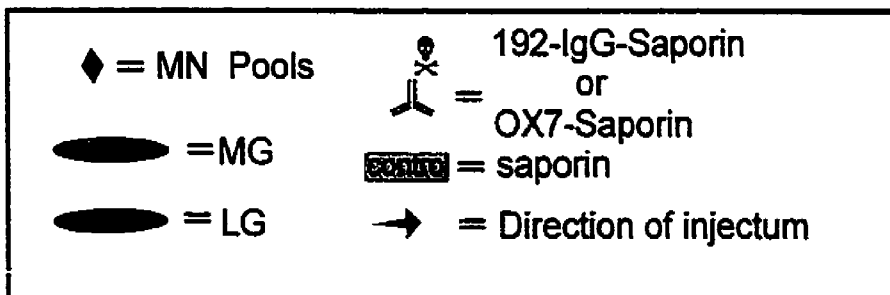 = MN Pools
= MG
= LG
192-IgG-Saporin
or
OX7-Saporin
=
= saporin
= Direction of injectum